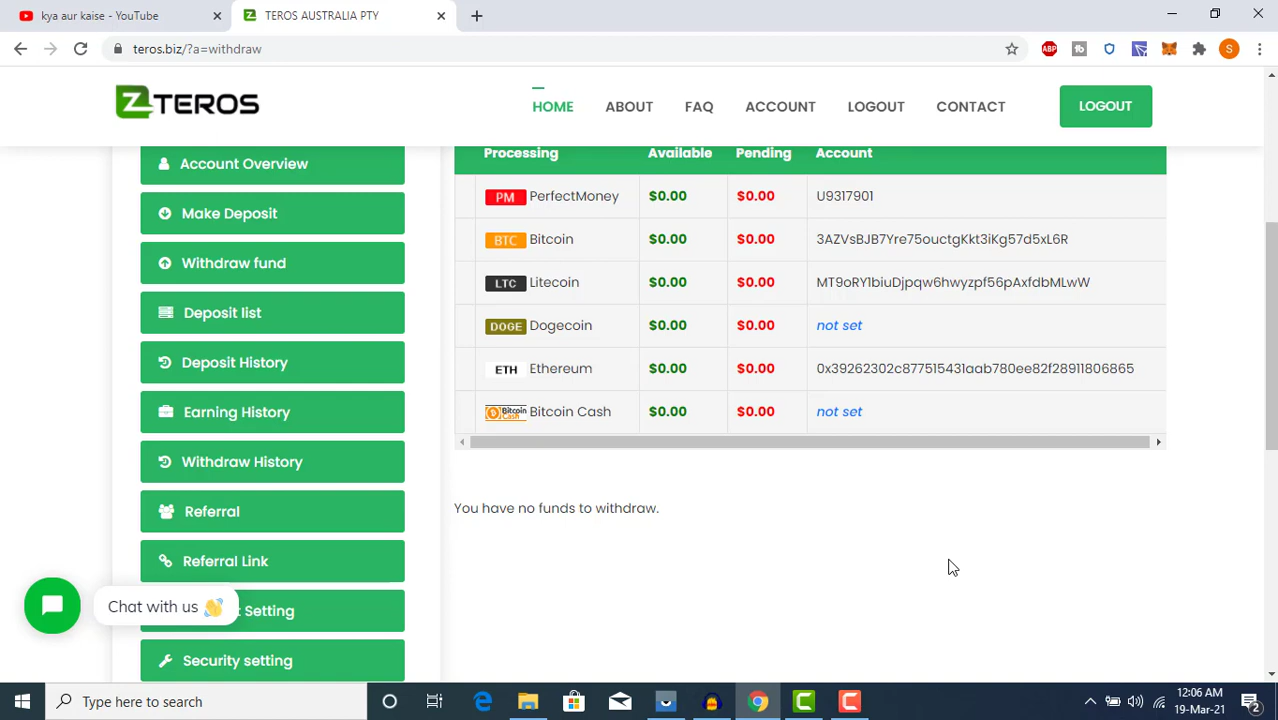 kya aur kaise - YouTube
TEROS AUSTRALIA PTY
teros.biz/?a=withdraw
ABP
S
Z TEROS
HOME
ABOUT
FAQ
ACCOUNT
LOGOUT
CONTACT
LOGOUT
Account Overview
Make Deposit
Withdraw fund
Deposit list
Deposit History
Earning History
Withdraw History
Referral
Referral Link
Setting
Security setting
Chat with us 👋
Processing Available Pending Account
PM PerfectMoney $0.00 $0.00 U9317901
BTC Bitcoin $0.00 $0.00 3AZVsBJB7Yre75ouctgKkt3iKg57d5xL6R
LTC Litecoin $0.00 $0.00 MT9oRY1biuDjpqw6hwyzpf56pAxfdbMLwW
DOGE Dogecoin $0.00 $0.00 not set
ETH Ethereum $0.00 $0.00 0x39262302c877515431aab780ee82f28911806865
Bitcoin Cash Bitcoin Cash $0.00 $0.00 not set
You have no funds to withdraw.
Type here to search
12:06 AM
19-Mar-21
2